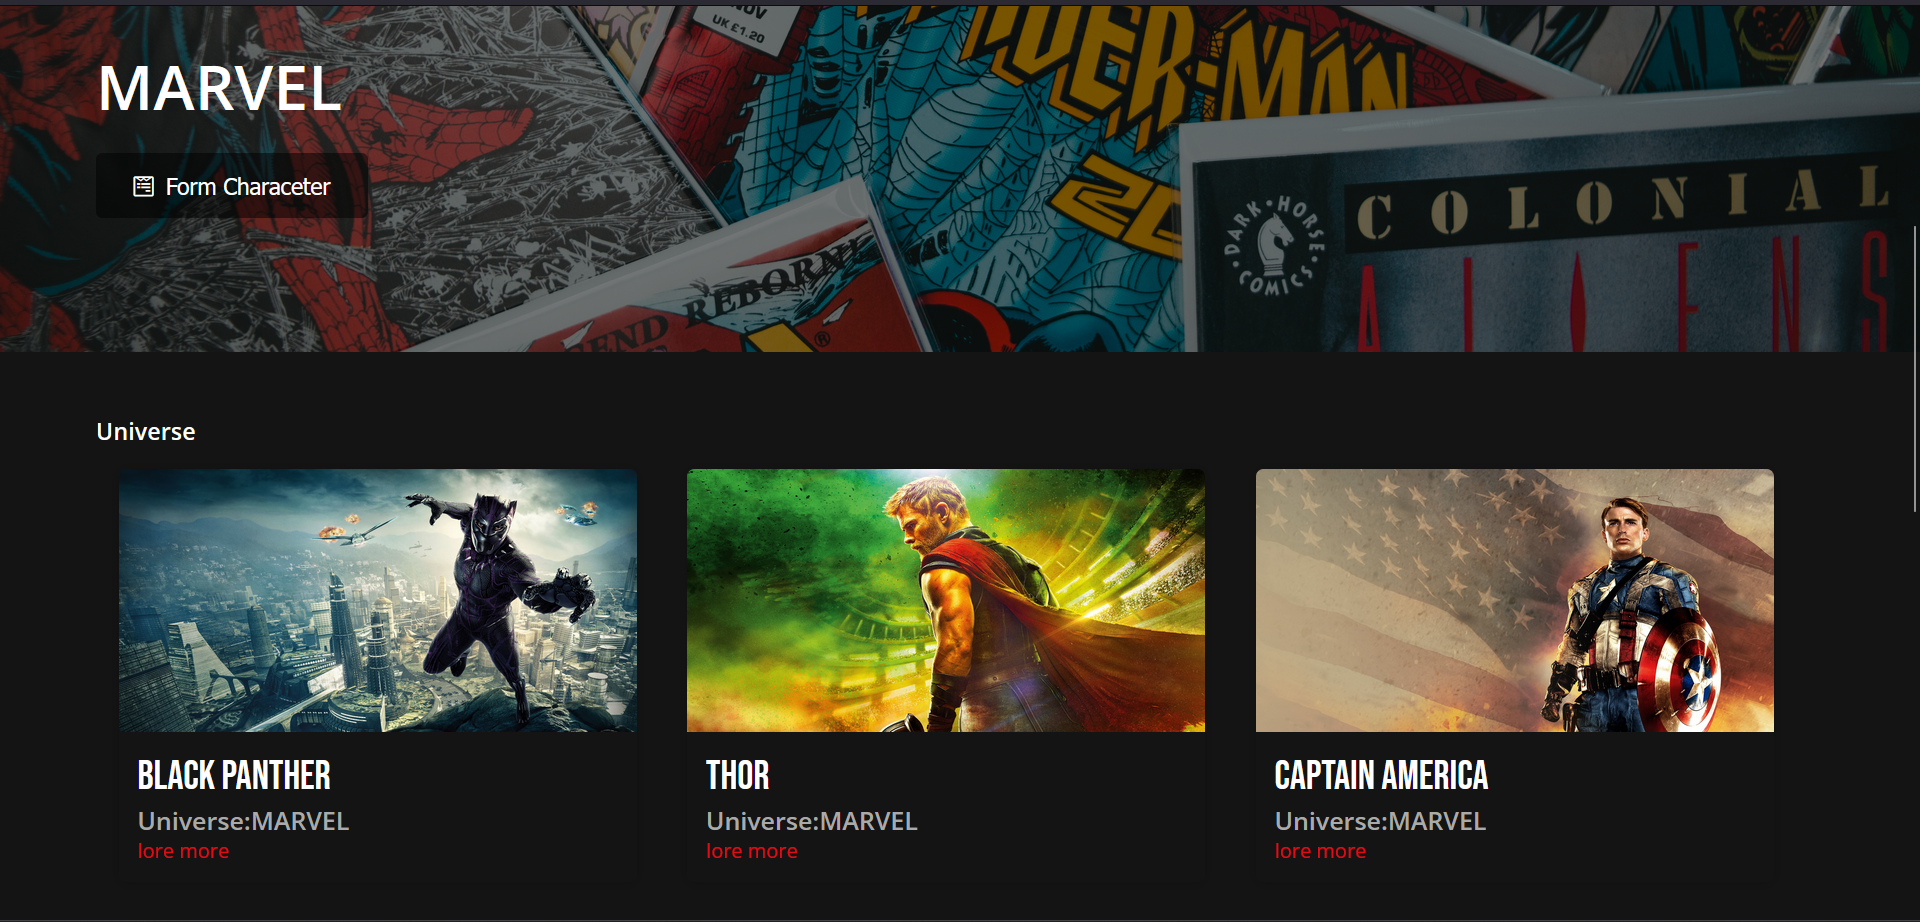 NOV
UK £1.20
SPIDER-MAN
MARVEL
Form Characeter
DARK·HORSE
COMICS
COLONIAL
ALIENS
REBORN
Universe
BLACK PANTHER
Universe:MARVEL
lore more
THOR
Universe:MARVEL
lore more
CAPTAIN AMERICA
Universe:MARVEL
lore more